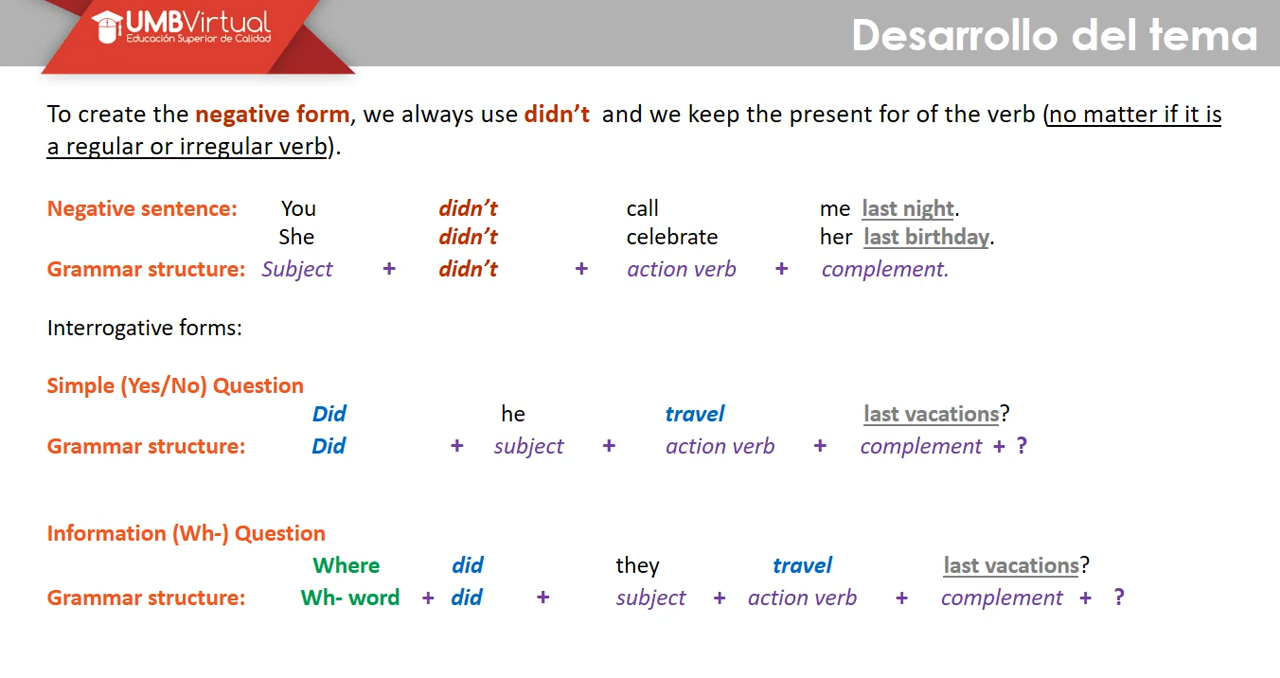 UMBVirtual
Educación Superior de Calidad
Desarrollo del tema
To create the negative form, we always use didn’t and we keep the present for of the verb (no matter if it is
a regular or irregular verb).
Negative sentence: You didn’t call me last night.
She didn’t celebrate her last birthday.
Grammar structure: Subject + didn’t + action verb + complement.
Interrogative forms:
Simple (Yes/No) Question
Did he travel last vacations?
Grammar structure: Did + subject + action verb + complement + ?
Information (Wh-) Question
Where did they travel last vacations?
Grammar structure: Wh- word + did + subject + action verb + complement + ?